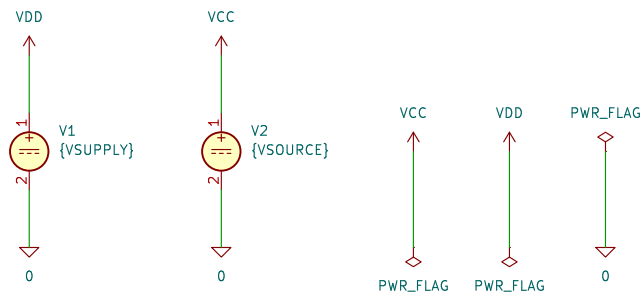 VDD
VCC
1
V1
{VSUPPLY}
2
1
V2
{VSOURCE}
2
VCC
VDD
PWR_FLAG
0
0
PWR_FLAG
PWR_FLAG
0